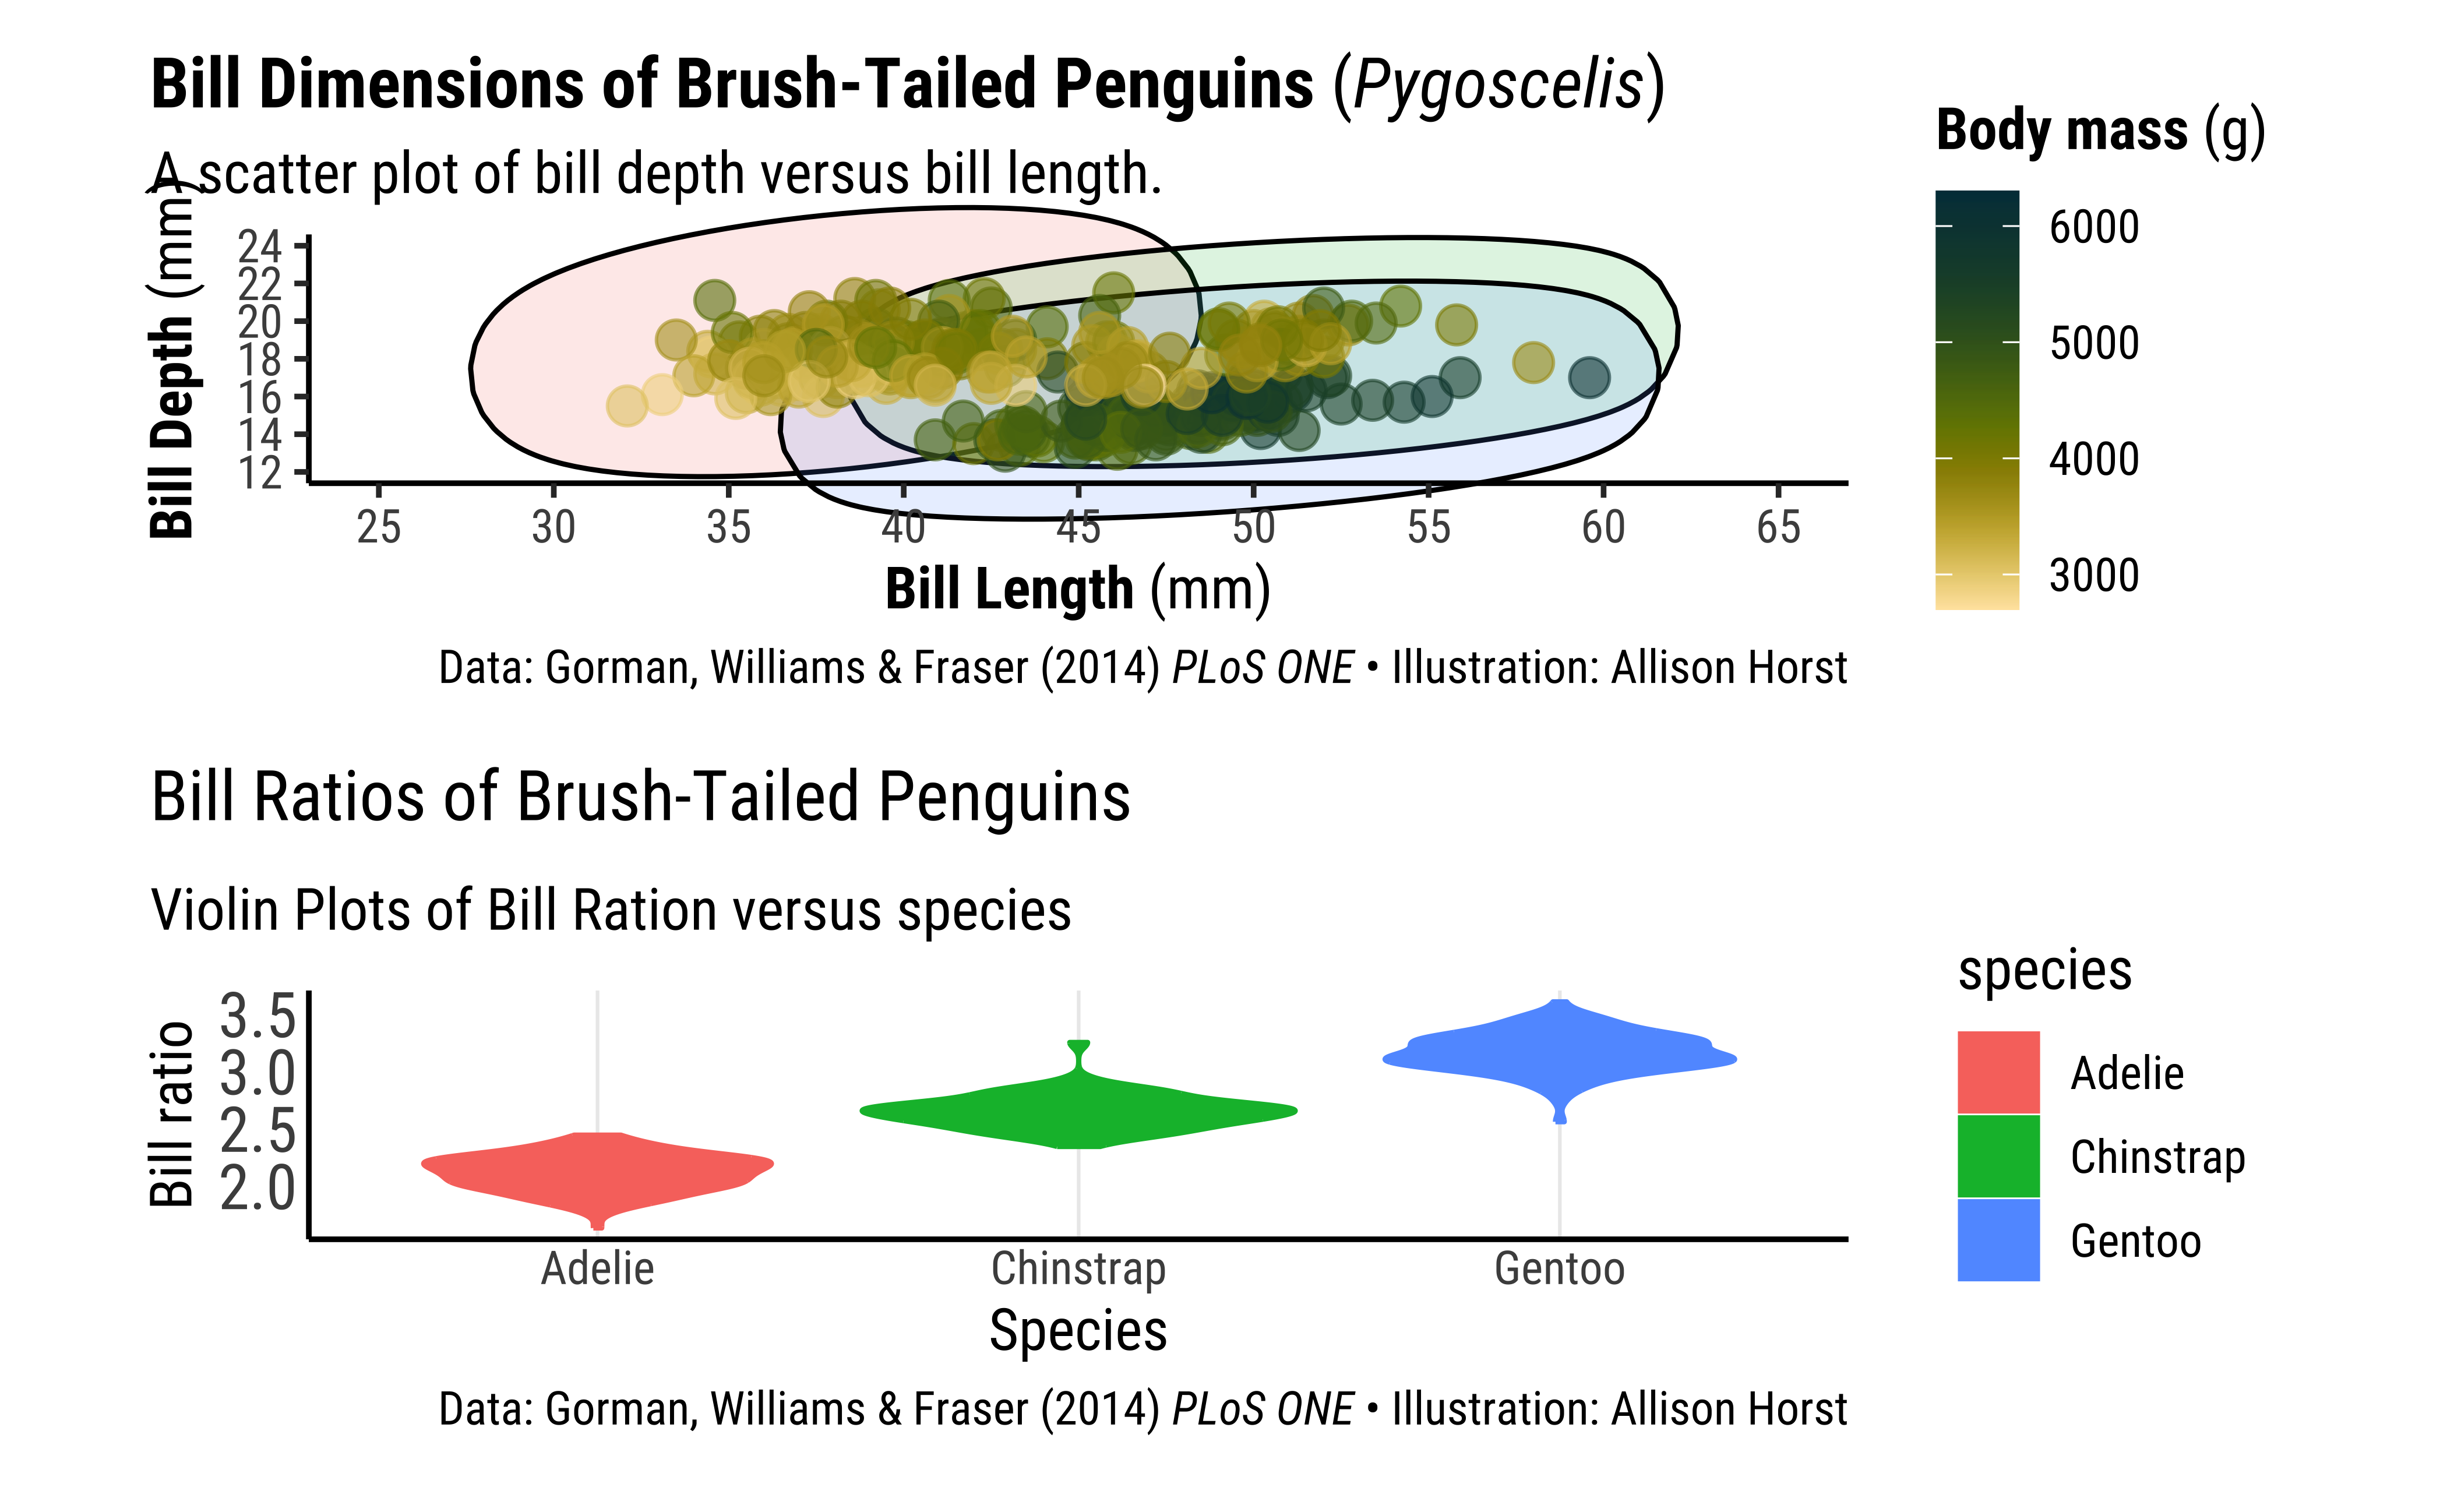 Bill Dimensions of Brush-Tailed Penguins (Pygoscelis)
A scatter plot of bill depth versus bill length.
Bill Depth (mm)
24
22
20
18
16
14
12
25 30 35 40 45 50 55 60 65
Bill Length (mm)
Data: Gorman, Williams & Fraser (2014) PLoS ONE • Illustration: Allison Horst
Body mass (g)
6000
5000
4000
3000
Bill Ratios of Brush-Tailed Penguins
Violin Plots of Bill Ration versus species
Bill ratio
3.5
3.0
2.5
2.0
Adelie Chinstrap Gentoo
Species
Data: Gorman, Williams & Fraser (2014) PLoS ONE • Illustration: Allison Horst
species
Adelie
Chinstrap
Gentoo